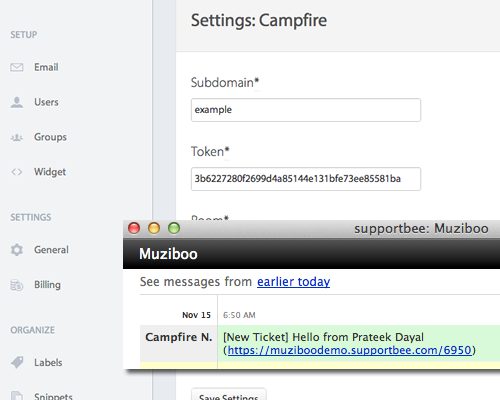 SETUP
Email
Users
Groups
Widget
SETTINGS
General
Billing
ORGANIZE
Labels
Snippets
Settings: Campfire
Subdomain*
example
Token*
3b6227280f2699d4a85144e131bfe73ee85581ba
Room*
supportbee: Muziboo
Muziboo
See messages from earlier today
Nov 15 6:50 AM
Campfire N. [New Ticket] Hello from Prateek Dayal
(https://muziboodemo.supportbee.com/6950)
Save Settings